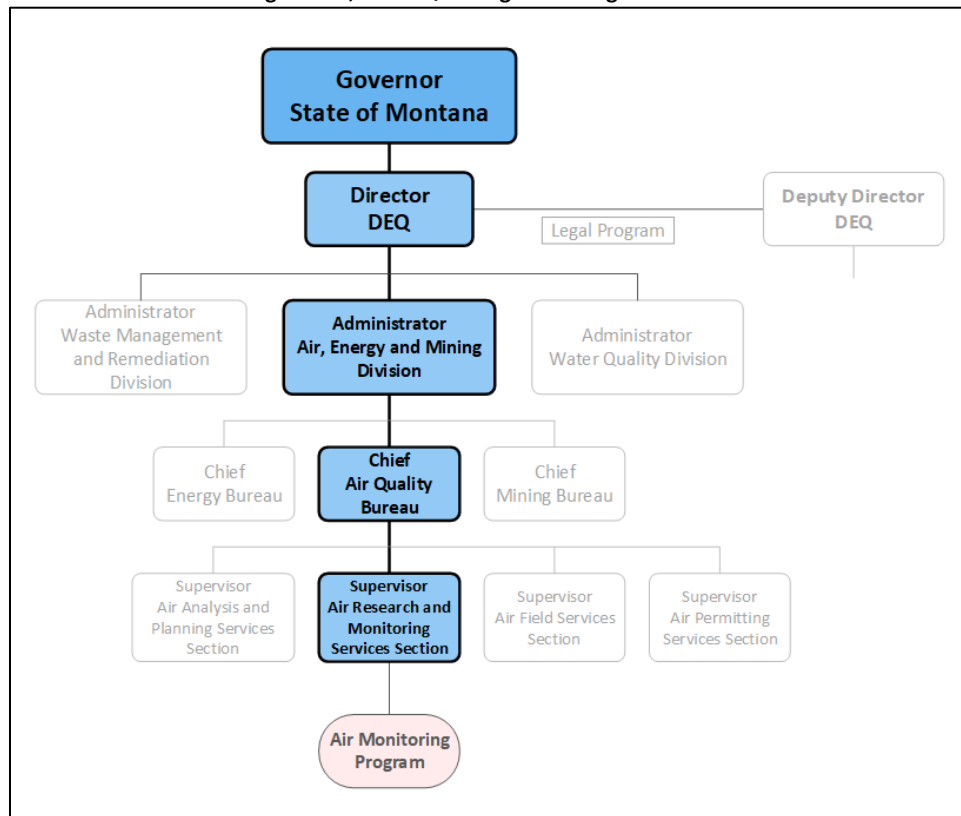 Governor
State of Montana
Director
DEQ
Deputy Director
DEQ
Legal Program
Administrator
Waste Management
and Remediation
Division
Administrator
Air, Energy and Mining
Division
Administrator
Water Quality Division
Chief
Energy Bureau
Chief
Air Quality
Bureau
Chief
Mining Bureau
Supervisor
Air Analysis and
Planning Services
Section
Supervisor
Air Research and
Monitoring
Services Section
Supervisor
Air Field Services
Section
Supervisor
Air Permitting
Services Section
Air Monitoring
Program